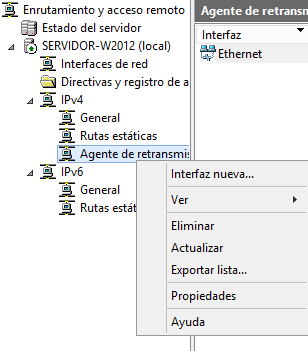 Enrutamiento y acceso remoto
Estado del servidor
SERVIDOR-W2012 (local)
Interfaces de red
Directivas y registro de a
IPv4
General
Rutas estáticas
Agente de retransmi
IPv6
General
Rutas está
Agente de retransm
Interfaz
Ethernet
Interfaz nueva...
Ver
Eliminar
Actualizar
Exportar lista...
Propiedades
Ayuda